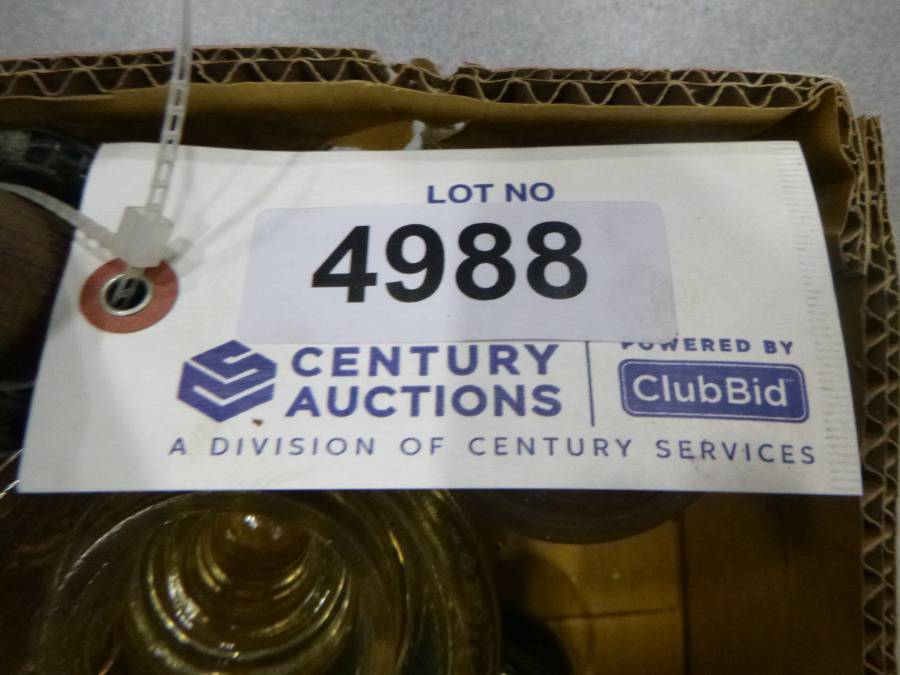 LOT NO
4988
CENTURY
AUCTIONS
POWERED BY
ClubBid
A DIVISION OF CENTURY SERVICES